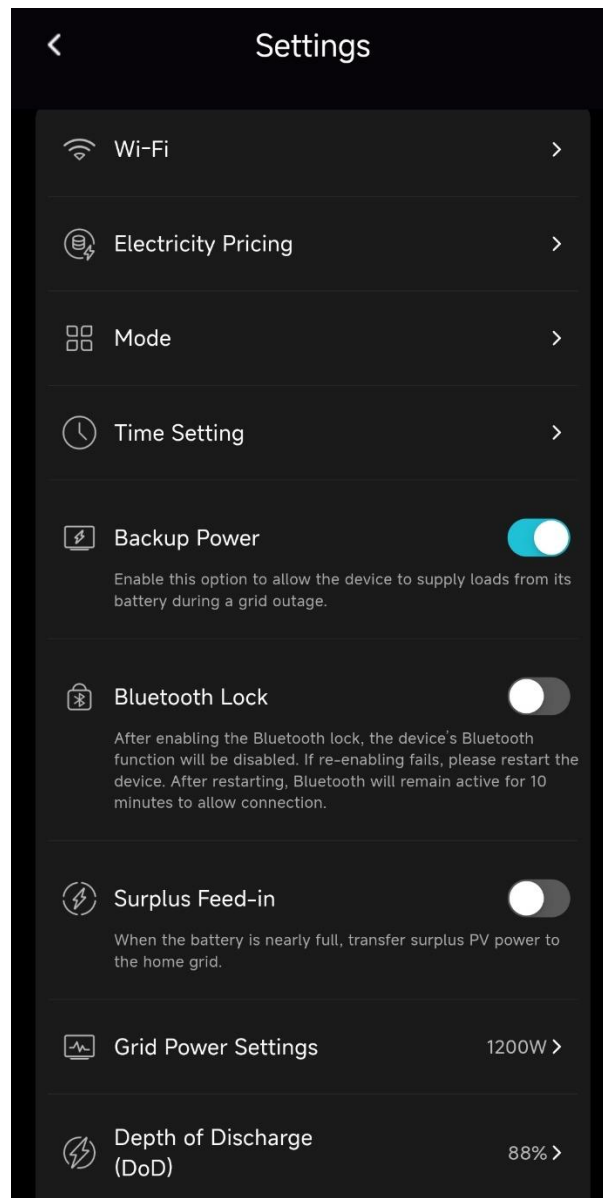 Settings
Wi-Fi
Electricity Pricing
Mode
Time Setting
Backup Power
Enable this option to allow the device to supply loads from its
battery during a grid outage.
Bluetooth Lock
After enabling the Bluetooth lock, the device's Bluetooth
function will be disabled. If re-enabling fails, please restart the
device. After restarting, Bluetooth will remain active for 10
minutes to allow connection.
Surplus Feed-in
When the battery is nearly full, transfer surplus PV power to
the home grid.
Grid Power Settings 1200W
Depth of Discharge
(DoD) 88%